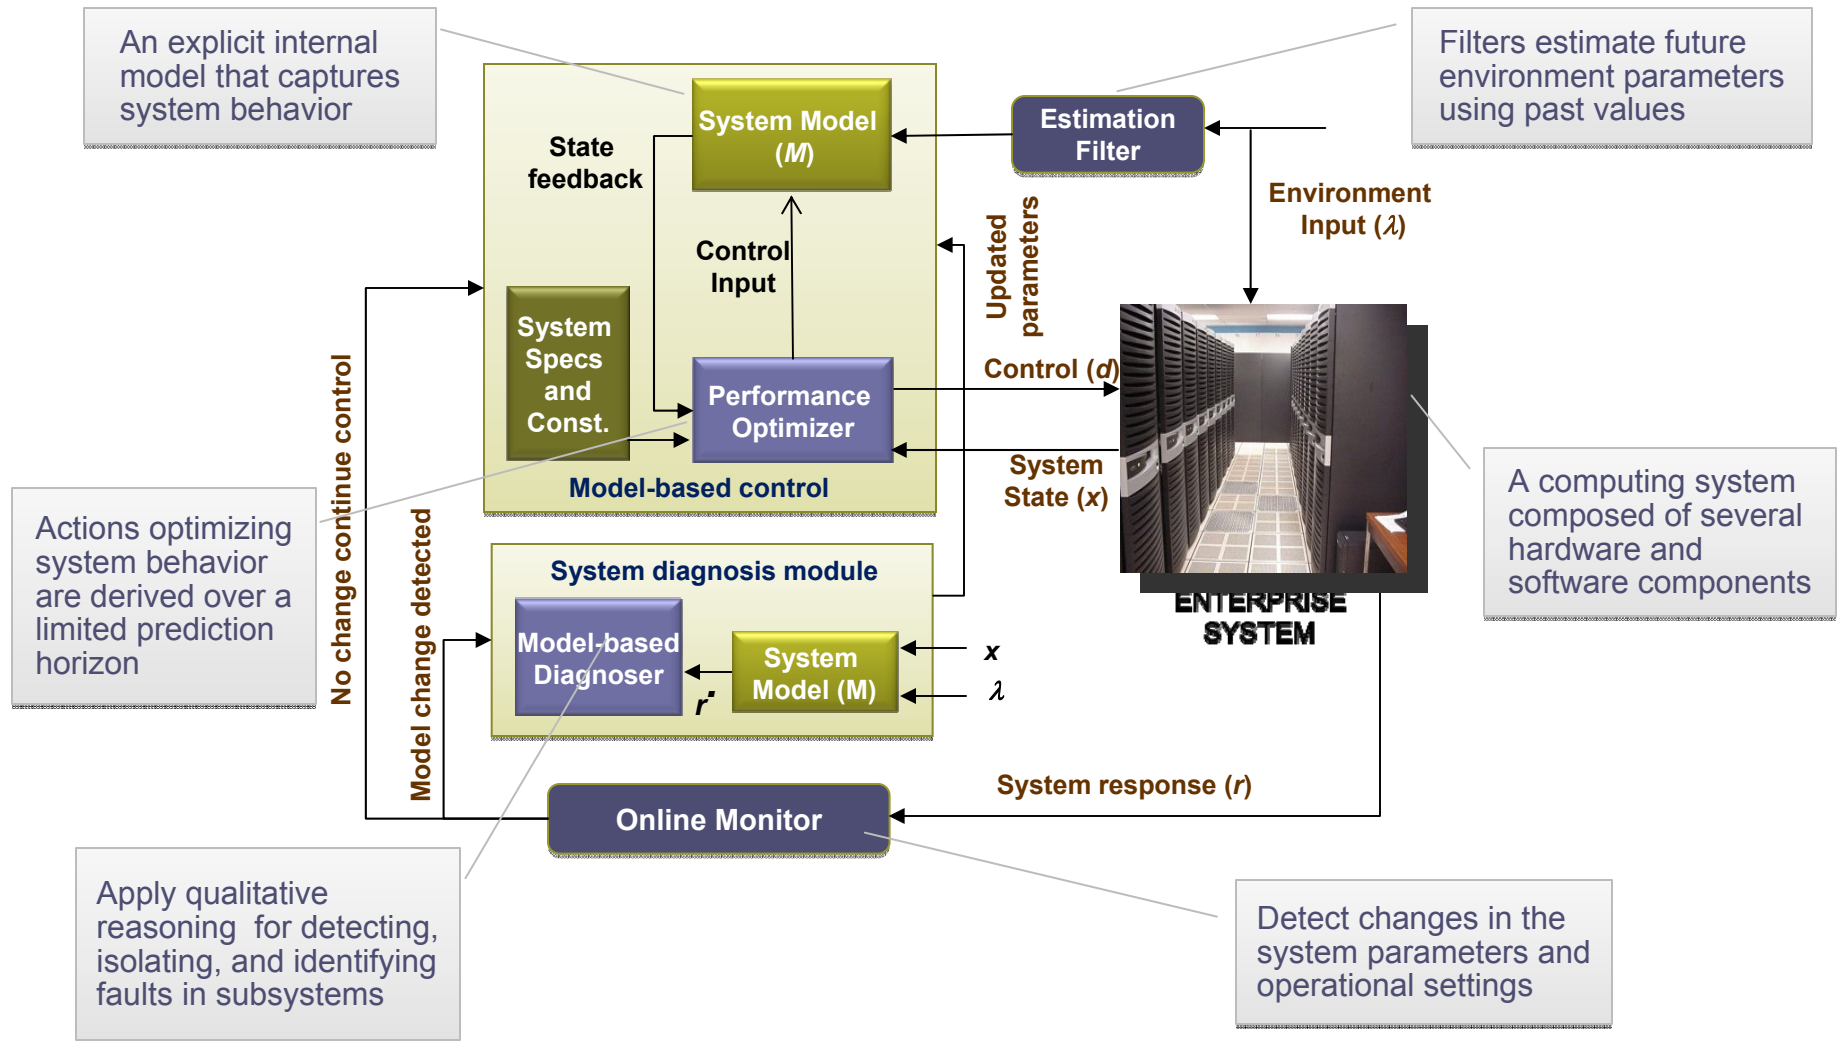 An explicit internal
model that captures
system behavior
Filters estimate future
environment parameters
using past values
System Model
(M)
Estimation
Filter
State
feedback
Environment
Input (λ)
Updated
parameters
Control
Input
System
Specs
and
Const.
Performance
Optimizer
Control (d)
System
State (x)
Model-based control
No change continue control
Model change detected
Actions optimizing
system behavior
are derived over a
limited prediction
horizon
A computing system
composed of several
hardware and
software components
System diagnosis module
Model-based
Diagnoser
System
Model (M)
r
x
λ
ENTERPRISE
SYSTEM
System response (r)
Online Monitor
Apply qualitative
reasoning for detecting,
isolating, and identifying
faults in subsystems
Detect changes in the
system parameters and
operational settings